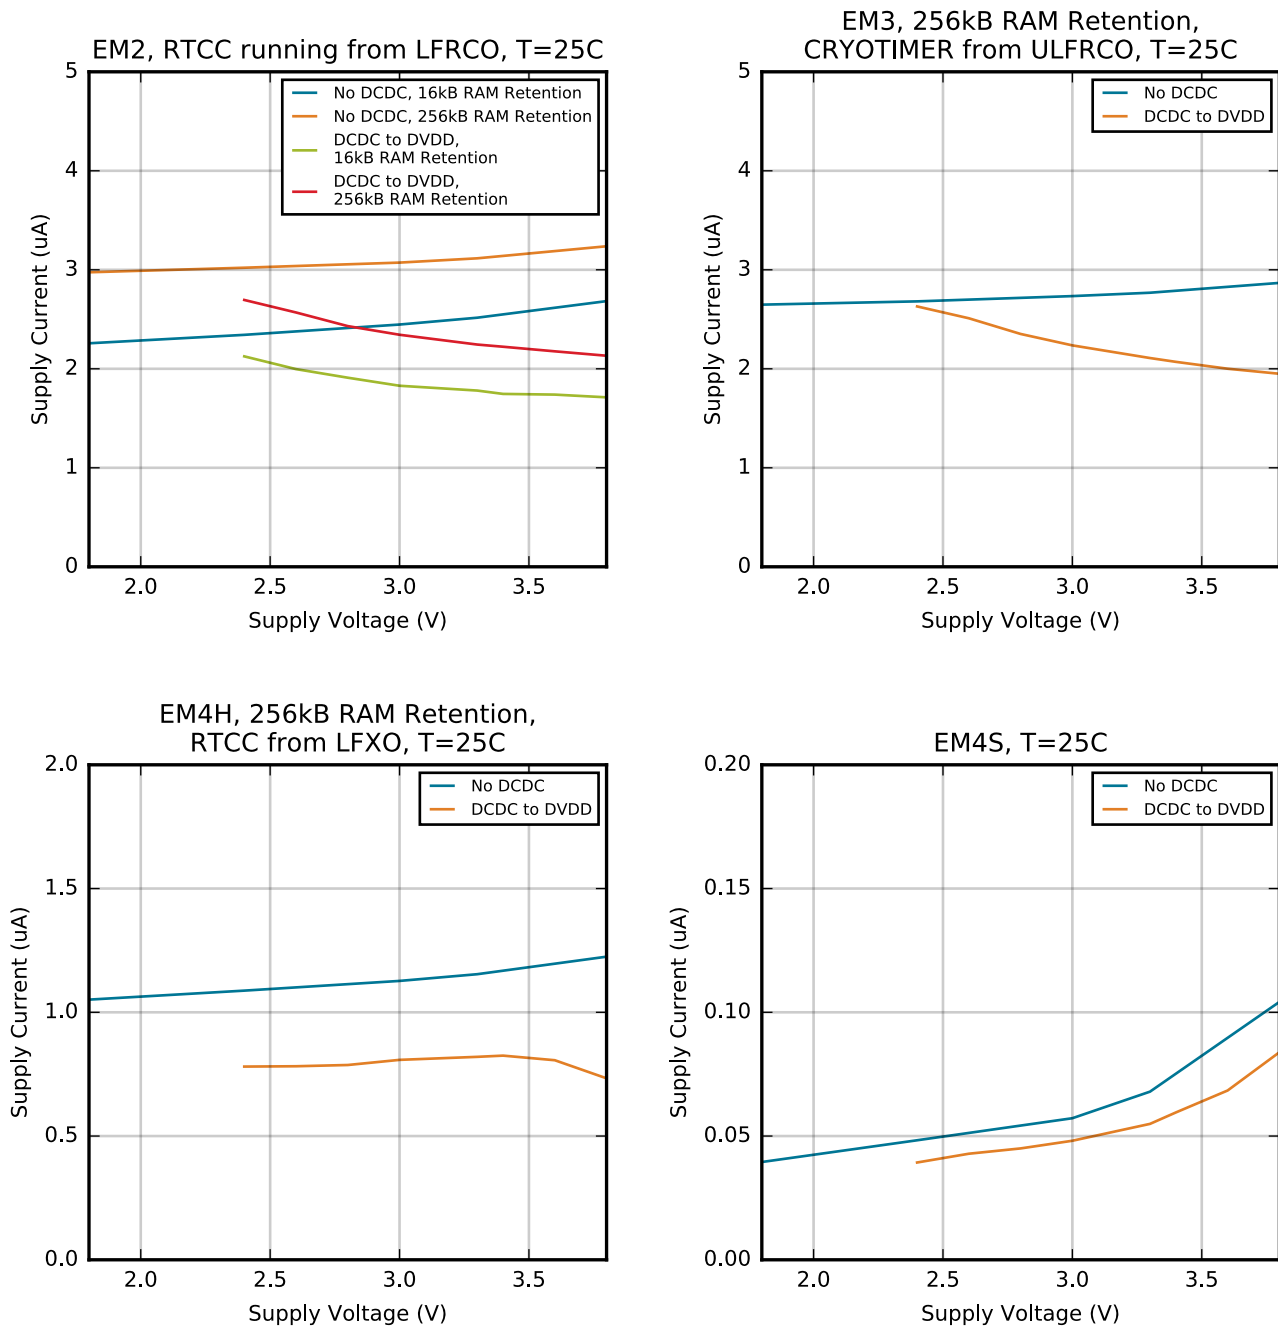 EM2, RTCC running from LFRCO, T=25C
5
4
3
2
1
0
Supply Current (uA)
No DCDC, 16kB RAM Retention
No DCDC, 256kB RAM Retention
DCDC to DVDD,
16kB RAM Retention
DCDC to DVDD,
256kB RAM Retention
2.0 2.5 3.0 3.5
Supply Voltage (V)
EM3, 256kB RAM Retention,
CRYOTIMER from ULFRCO, T=25C
5
4
3
2
1
0
Supply Current (uA)
No DCDC
DCDC to DVDD
2.0 2.5 3.0 3.5
Supply Voltage (V)
EM4H, 256kB RAM Retention,
RTCC from LFXO, T=25C
2.0
1.5
1.0
0.5
0.0
Supply Current (uA)
No DCDC
DCDC to DVDD
2.0 2.5 3.0 3.5
Supply Voltage (V)
EM4S, T=25C
0.20
0.15
0.10
0.05
0.00
Supply Current (uA)
No DCDC
DCDC to DVDD
2.0 2.5 3.0 3.5
Supply Voltage (V)